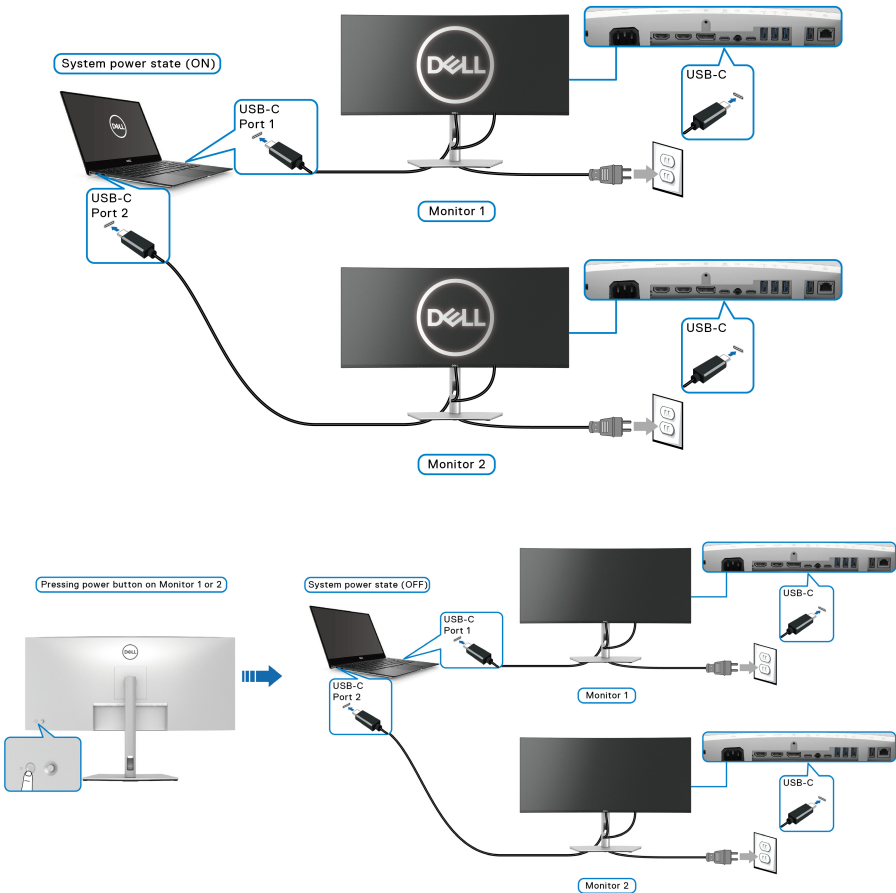 System power state (ON)
DELL
USB-C
DELL
USB-C
Port 1
Monitor 1
USB-C
Port 2
DELL
USB-C
Monitor 2
Pressing power button on Monitor 1 or 2
System power state (OFF)
USB-C
USB-C
Port 1
DELL
USB-C
Port 2
Monitor 1
USB-C
Monitor 2